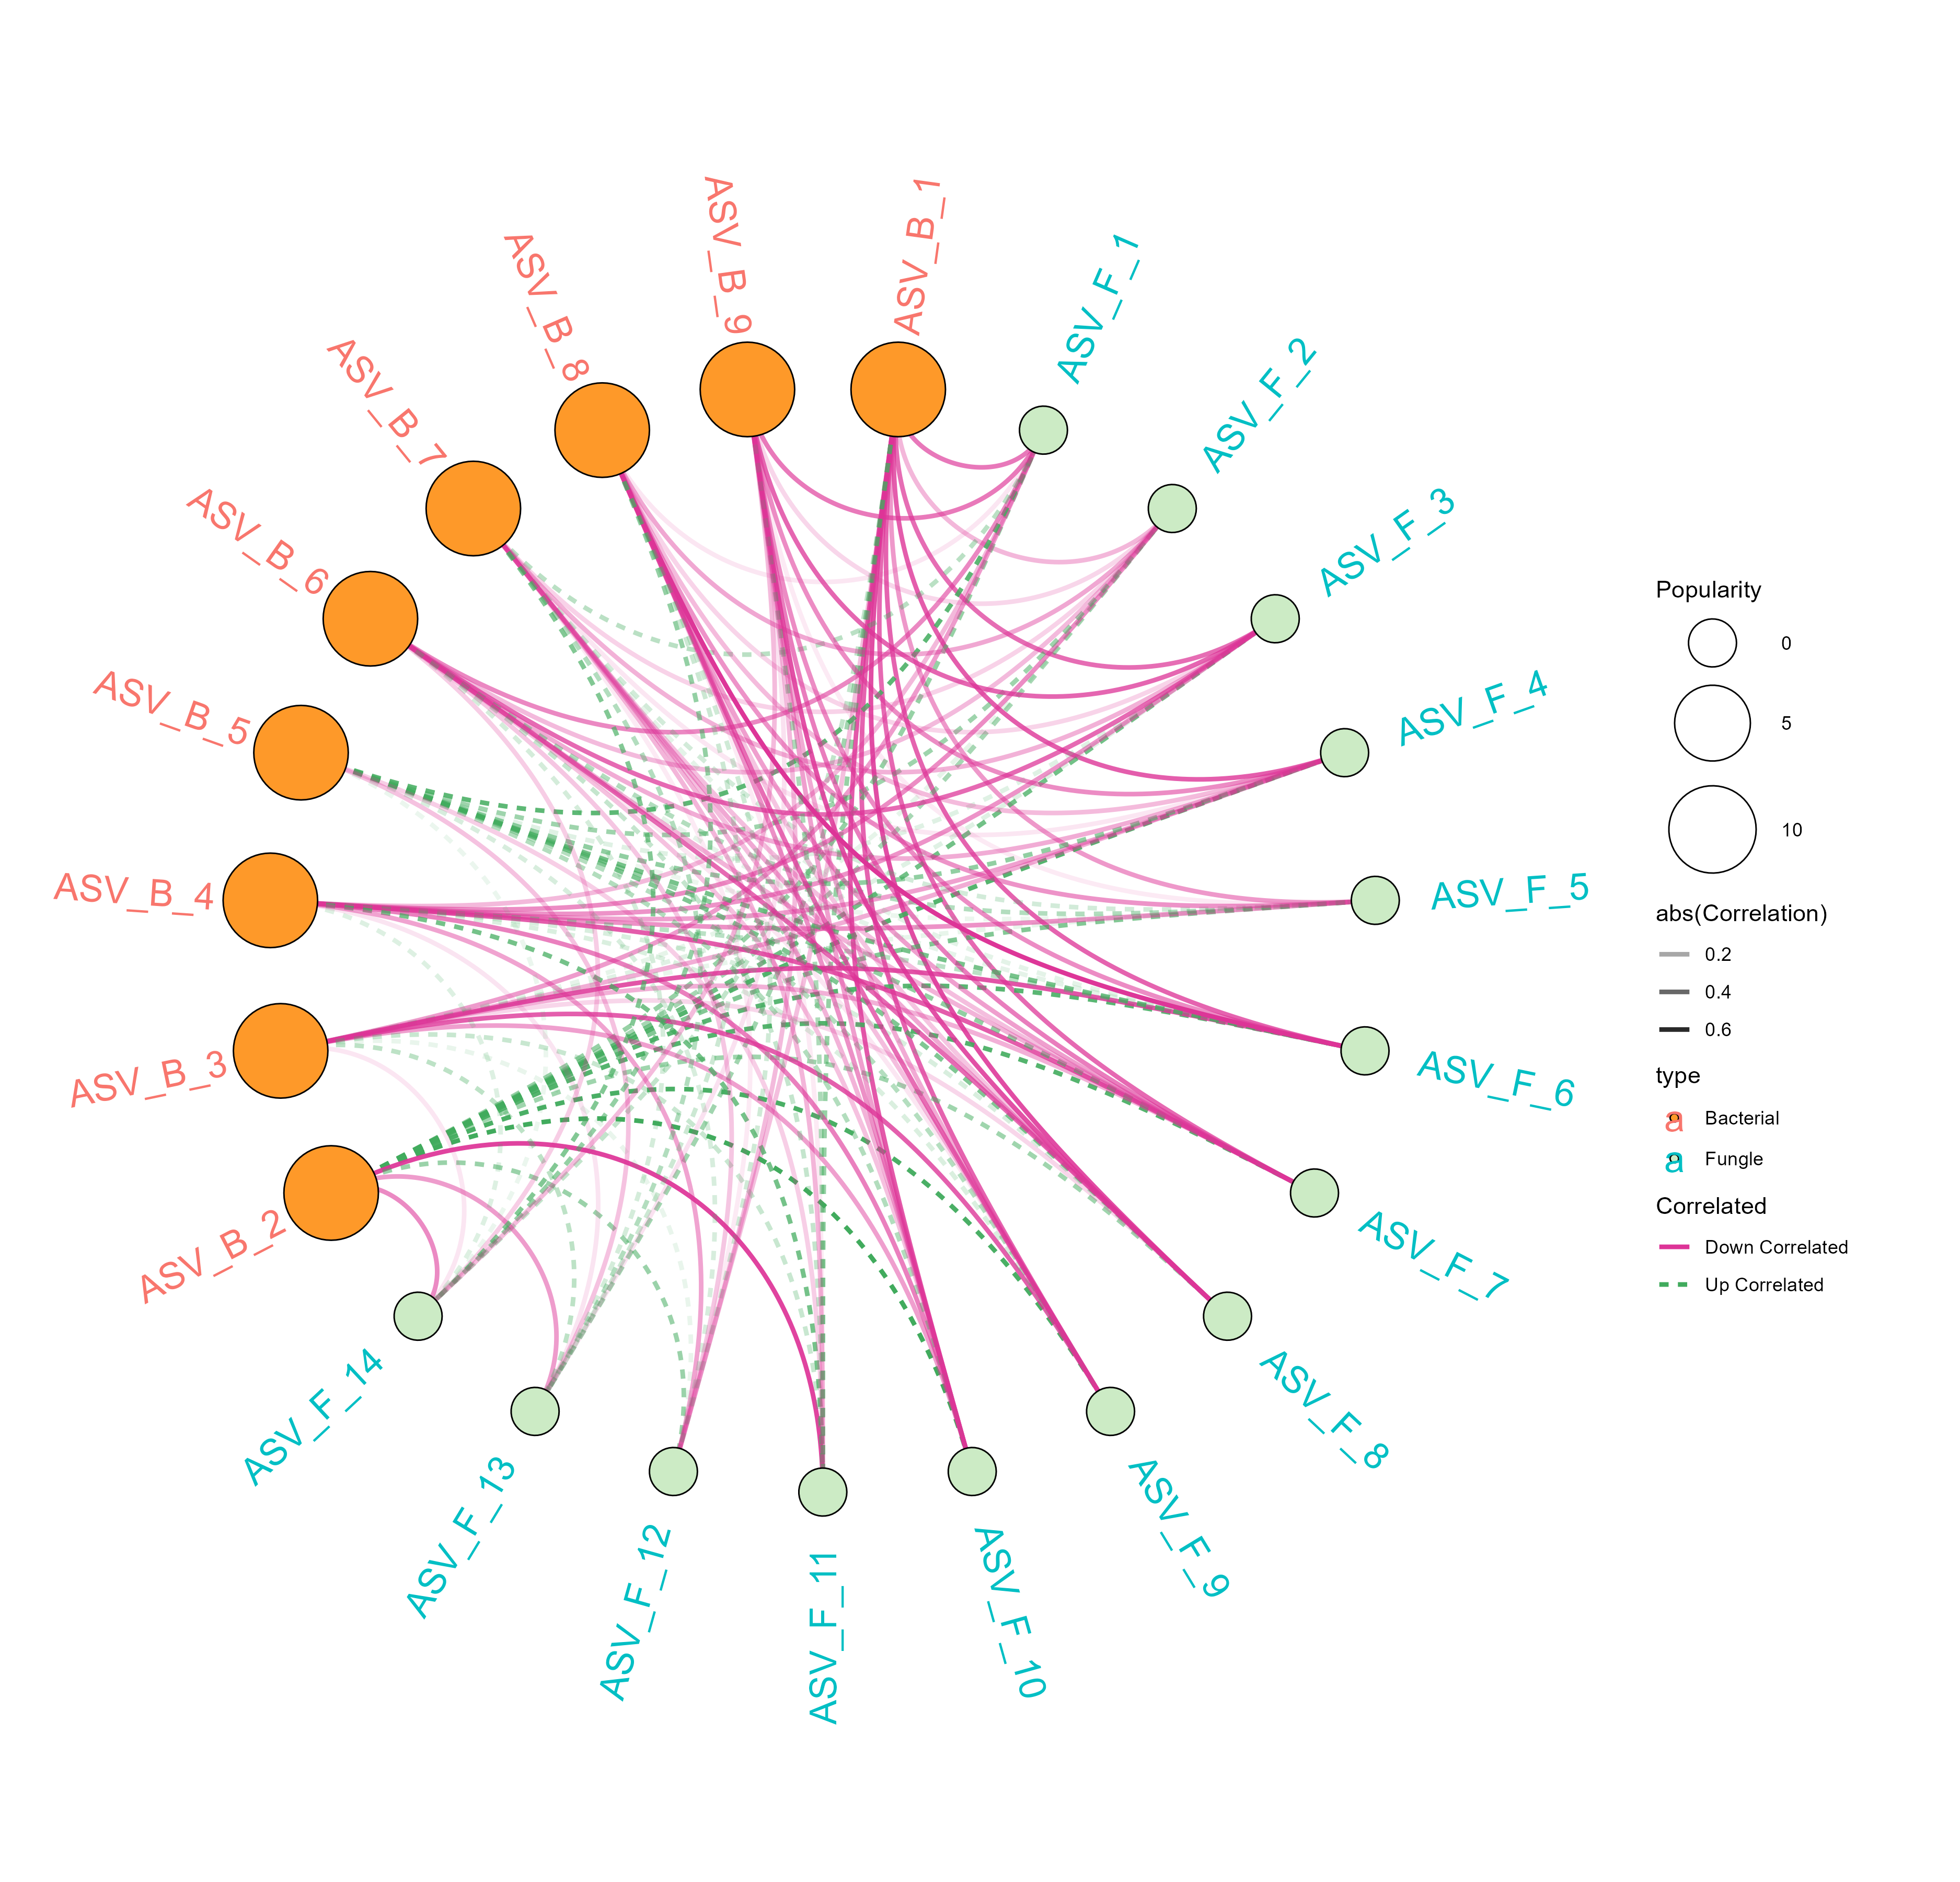 ASV_B_1
ASV_F_1
ASV_F_2
ASV_F_3
ASV_F_4
ASV_F_5
ASV_F_6
ASV_F_7
ASV_F_8
ASV_F_9
ASV_F_10
ASV_F_11
ASV_F_12
ASV_F_13
ASV_F_14
ASV_B_2
ASV_B_3
ASV_B_4
ASV_B_5
ASV_B_6
ASV_B_7
ASV_B_8
ASV_B_9
Popularity
0
5
10
abs(Correlation)
0.2
0.4
0.6
type
a Bacterial
a Fungle
Correlated
Down Correlated
Up Correlated